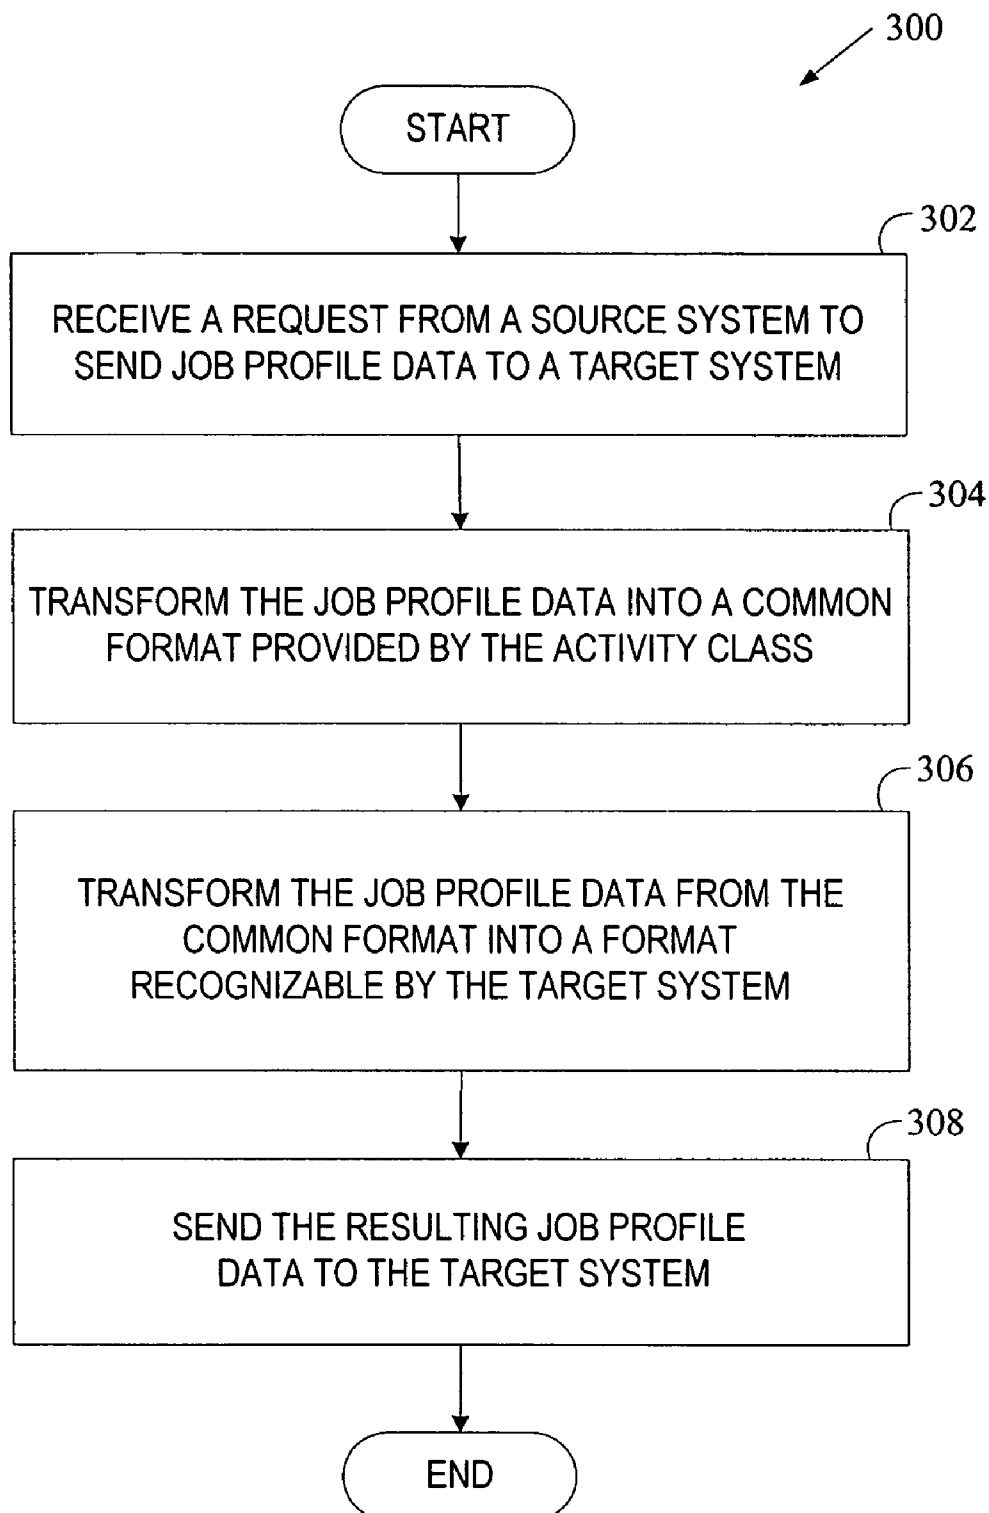 300
START
302
RECEIVE A REQUEST FROM A SOURCE SYSTEM TO
SEND JOB PROFILE DATA TO A TARGET SYSTEM
304
TRANSFORM THE JOB PROFILE DATA INTO A COMMON
FORMAT PROVIDED BY THE ACTIVITY CLASS
306
TRANSFORM THE JOB PROFILE DATA FROM THE
COMMON FORMAT INTO A FORMAT
RECOGNIZABLE BY THE TARGET SYSTEM
308
SEND THE RESULTING JOB PROFILE
DATA TO THE TARGET SYSTEM
END